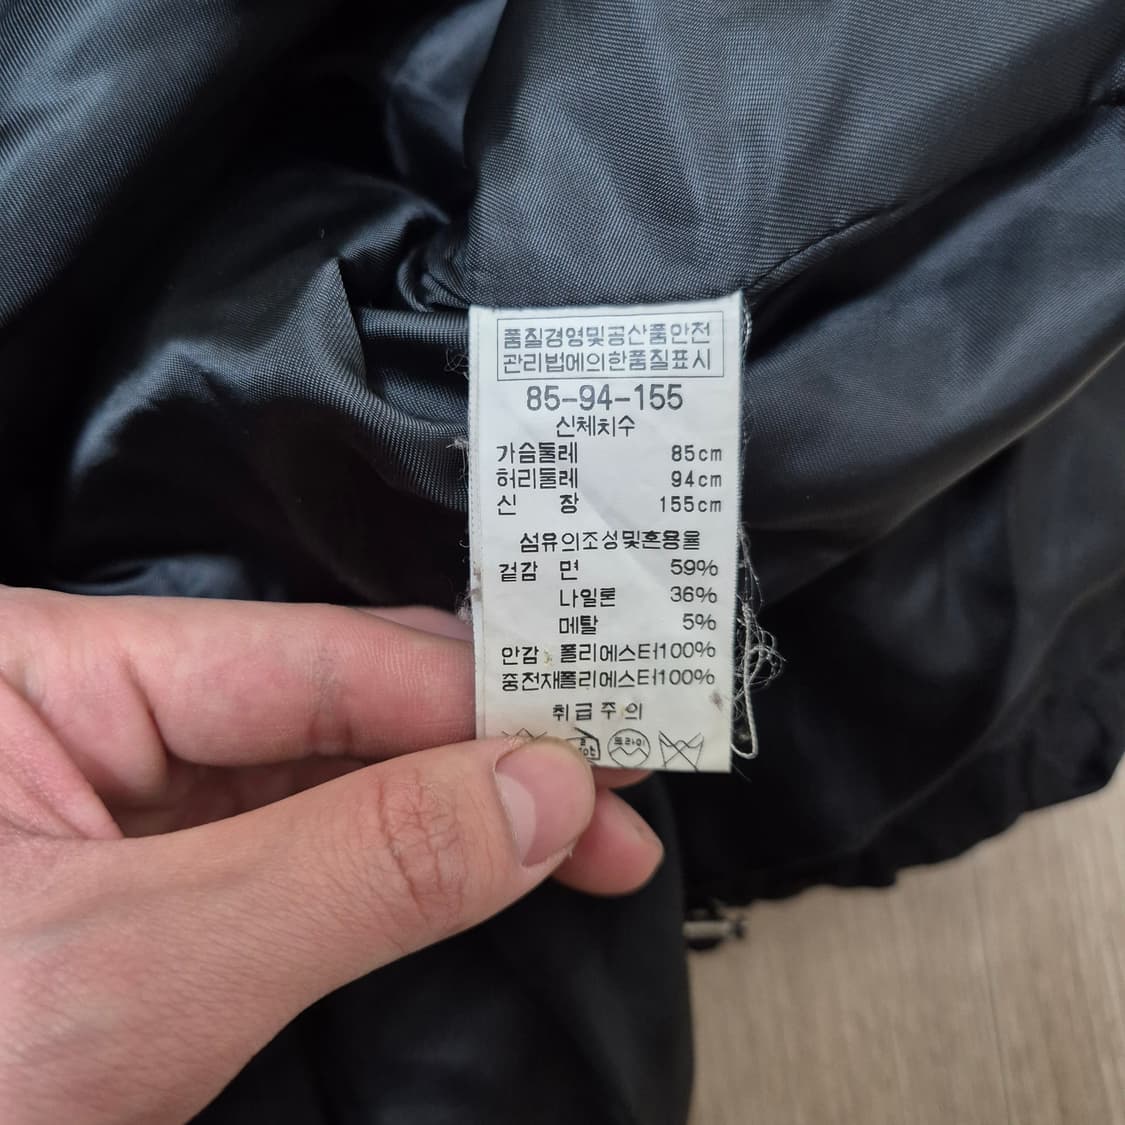 품질경영및공산품안전
관리법에의한품질표시
85-94-155
신체치수
가슴둘레 85cm
허리둘레 94cm
신 장 155cm
섬유의조성및혼용율
겉감 면 59%
나일론 36%
메탈 5%
안감 폴리에스터100%
충전재폴리에스터100%
취급주의
드라이